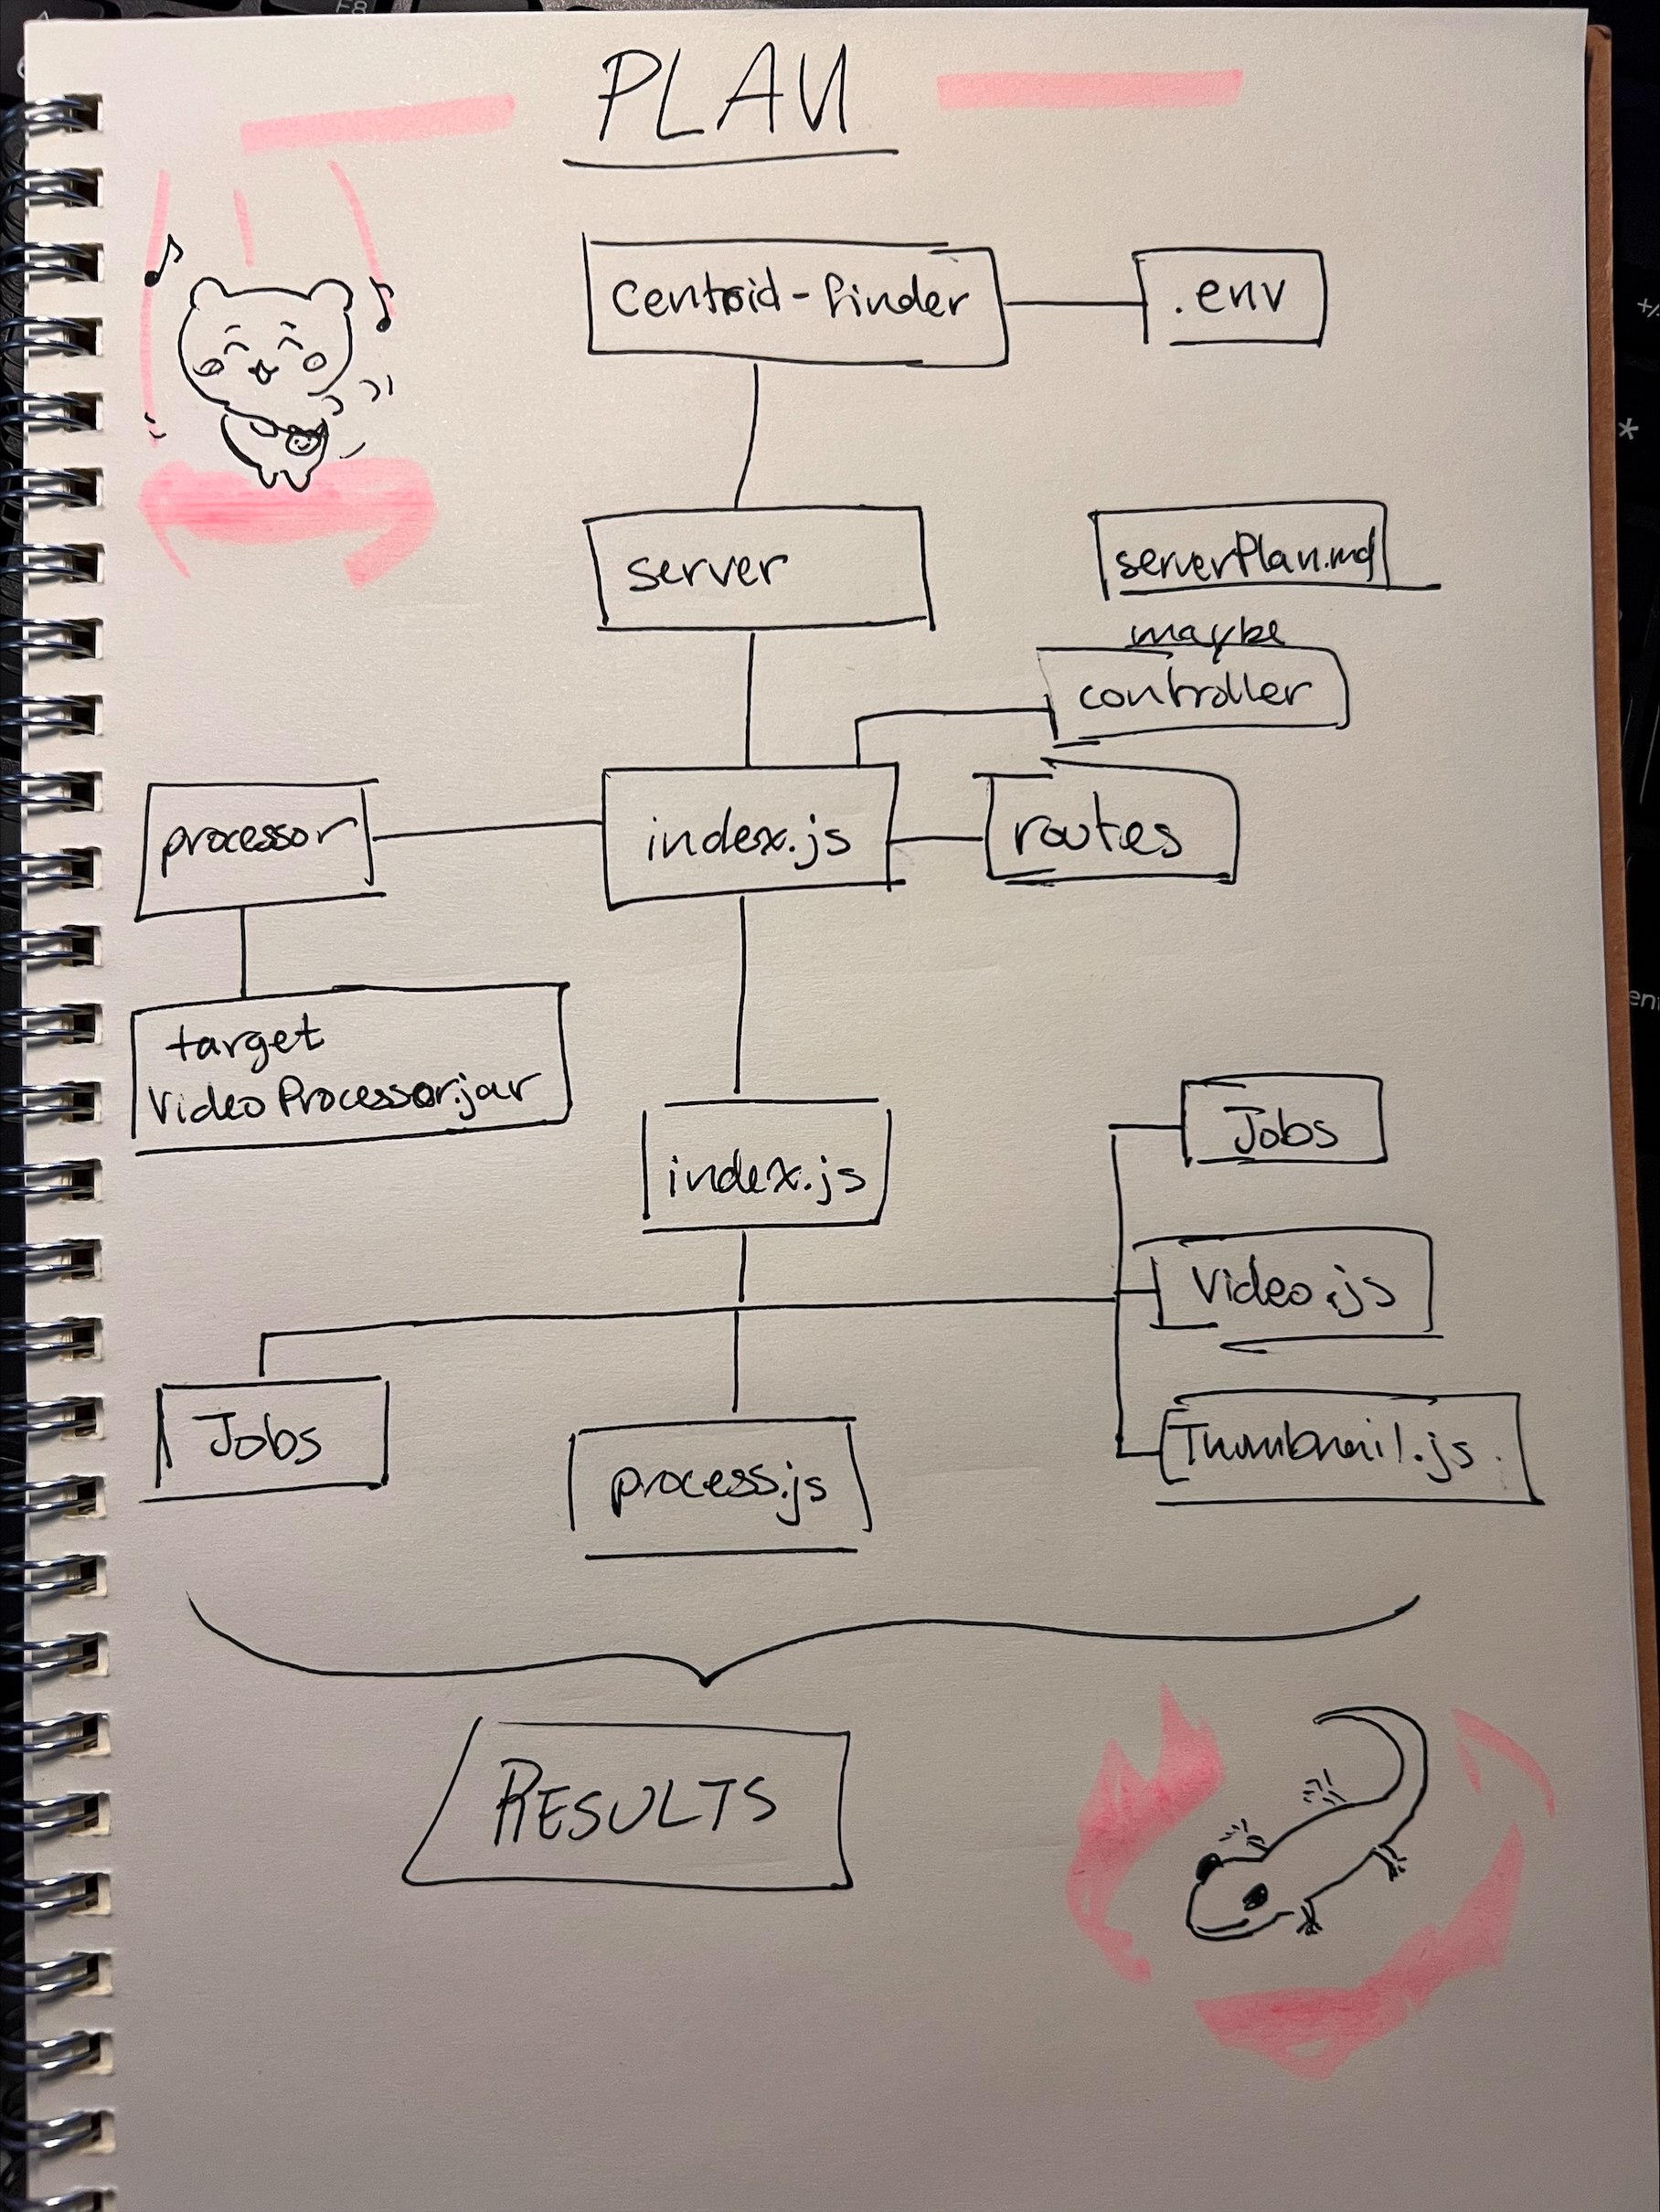 PLAN
centroid-finder
.env
server
serverPlan.md
maybe
controller
processor
index.js
routes
target
VideoProcessor.jar
index.js
Jobs
Video.js
Jobs
process.js
Thumbnail.js
RESULTS